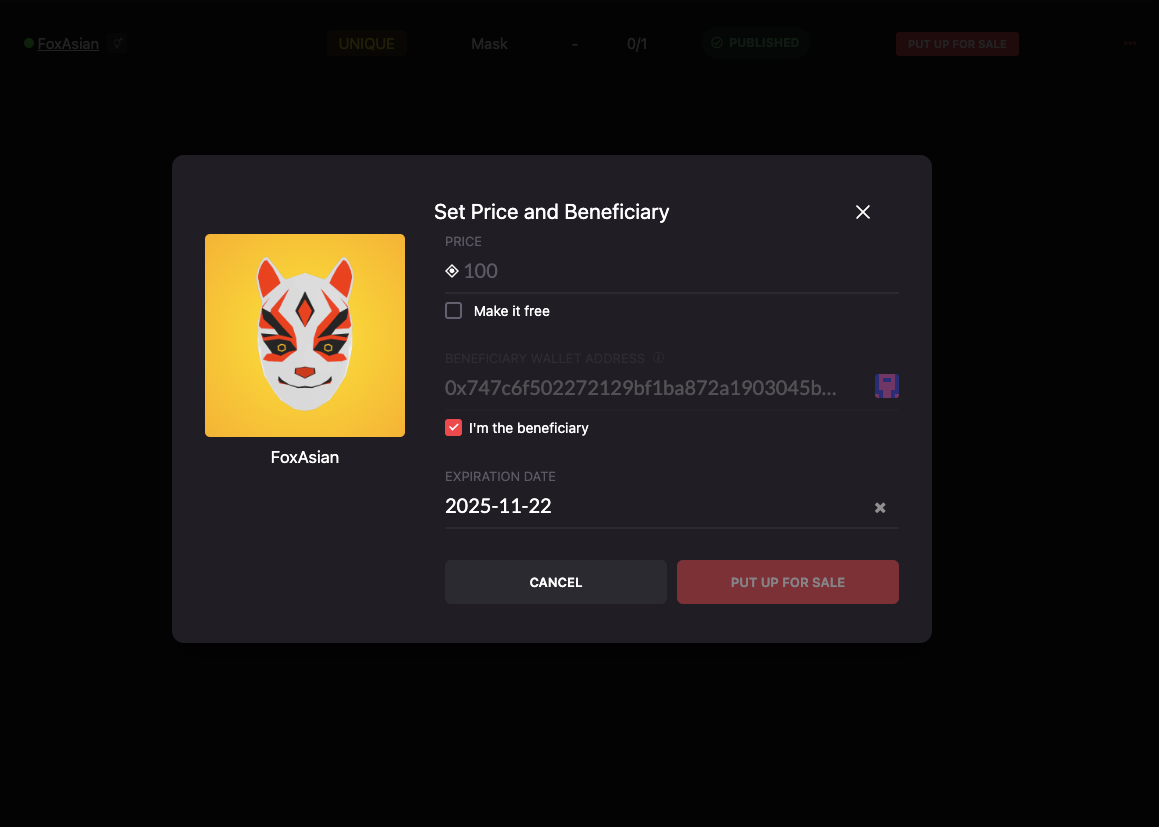 FoxAsian
UNIQUE
Mask
-
0/1
PUBLISHED
PUT UP FOR SALE
Set Price and Beneficiary
PRICE
100
Make it free
BENEFICIARY WALLET ADDRESS
0x747c6f502272129bf1ba872a1903045b...
I'm the beneficiary
FoxAsian
EXPIRATION DATE
2025-11-22
CANCEL
PUT UP FOR SALE